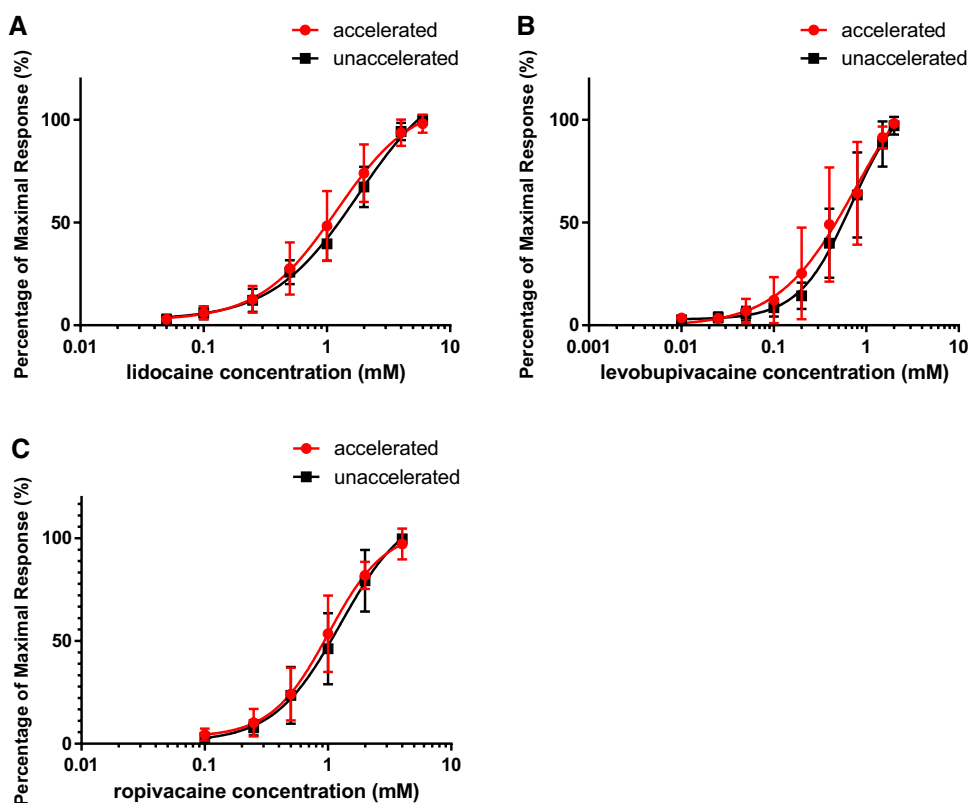 A
accelerated
unaccelerated
Percentage of Maximal Response (%)
100
50
0
0.01 0.1 1 10
lidocaine concentration (mM)
B
accelerated
unaccelerated
Percentage of Maximal Response (%)
100
50
0
0.001 0.01 0.1 1 10
levobupivacaine concentration (mM)
C
accelerated
unaccelerated
Percentage of Maximal Response (%)
100
50
0
0.01 0.1 1 10
ropivacaine concentration (mM)